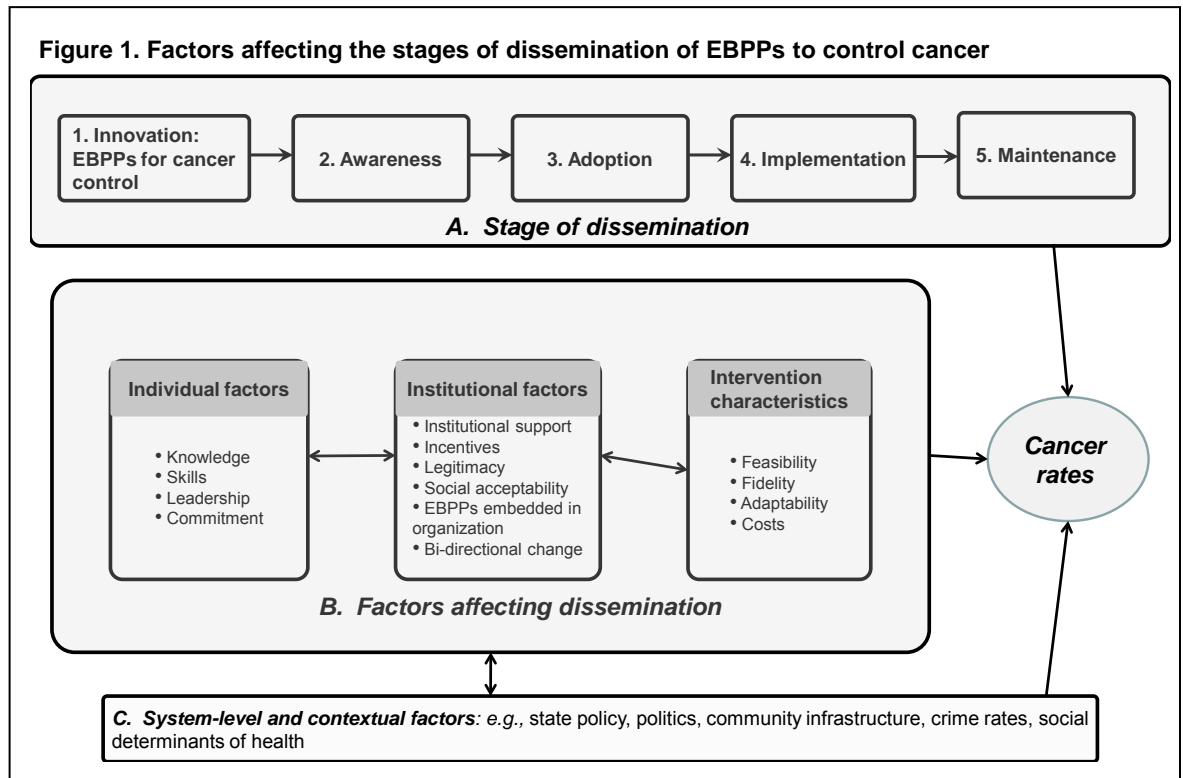 Figure 1. Factors affecting the stages of dissemination of EBPPs to control cancer
1. Innovation:
EBPPs for cancer
control
2. Awareness
3. Adoption
4. Implementation
5. Maintenance
A. Stage of dissemination
Individual factors
• Knowledge
• Skills
• Leadership
• Commitment
Institutional factors
• Institutional support
• Incentives
• Legitimacy
• Social acceptability
• EBPPs embedded in
organization
• Bi-directional change
Intervention
characteristics
• Feasibility
• Fidelity
• Adaptability
• Costs
B. Factors affecting dissemination
Cancer
rates
C. System-level and contextual factors: e.g., state policy, politics, community infrastructure, crime rates, social
determinants of health